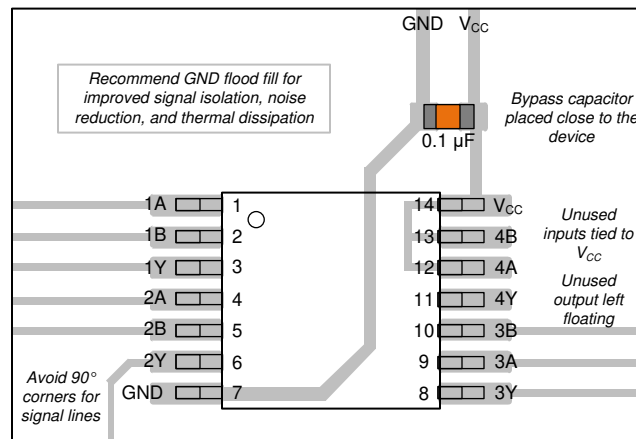 GND V_CC
Recommend GND flood fill for
improved signal isolation, noise
reduction, and thermal dissipation
Bypass capacitor
placed close to the
device
0.1 µF
1A 1 14 V_CC
1B 2 13 4B
1Y 3 12 4A
2A 4 11 4Y
2B 5 10 3B
2Y 6 9 3A
GND 7 8 3Y
Unused
inputs tied to
V_CC
Unused
output left
floating
Avoid 90°
corners for
signal lines